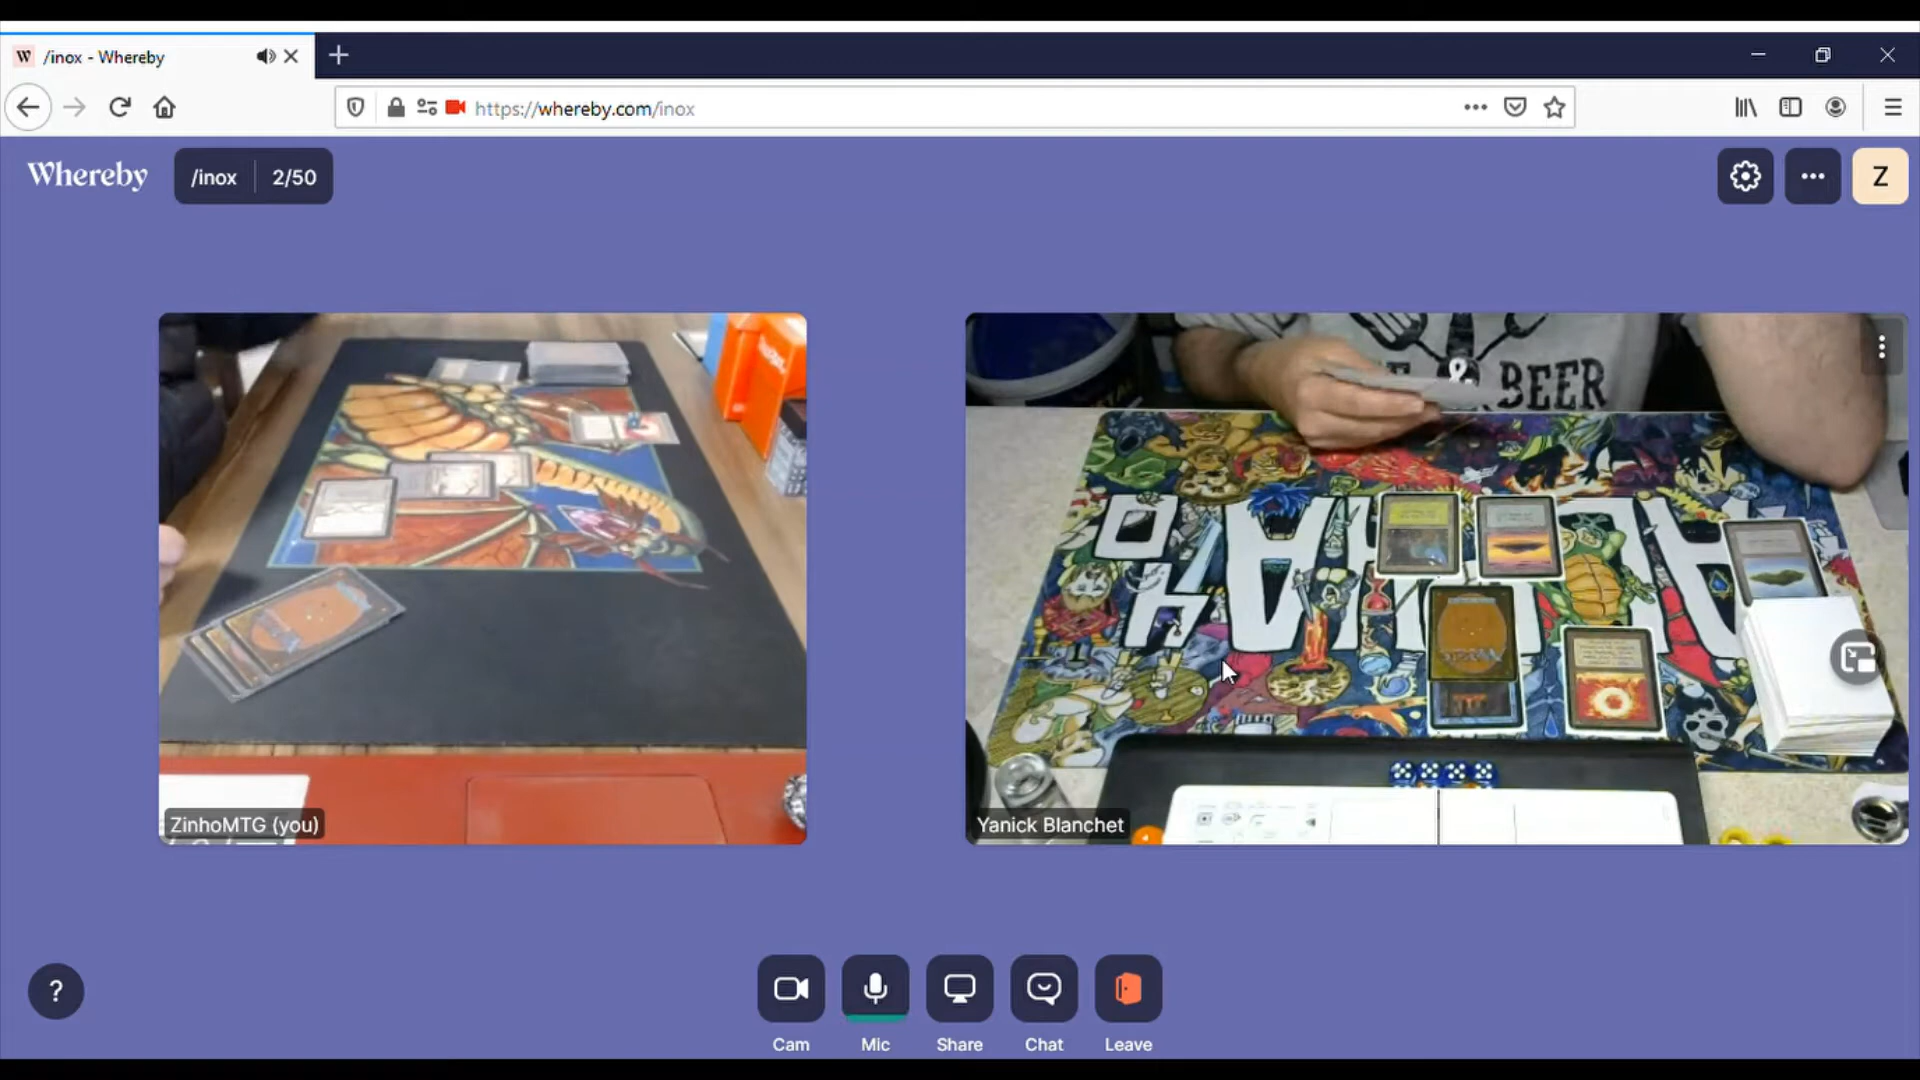 W /inox - Whereby
https://whereby.com/inox
Whereby
/inox 2/50
Z
& BEER
ZinhoMTG (you)
Yanick Blanchet
?
Cam Mic Share Chat Leave